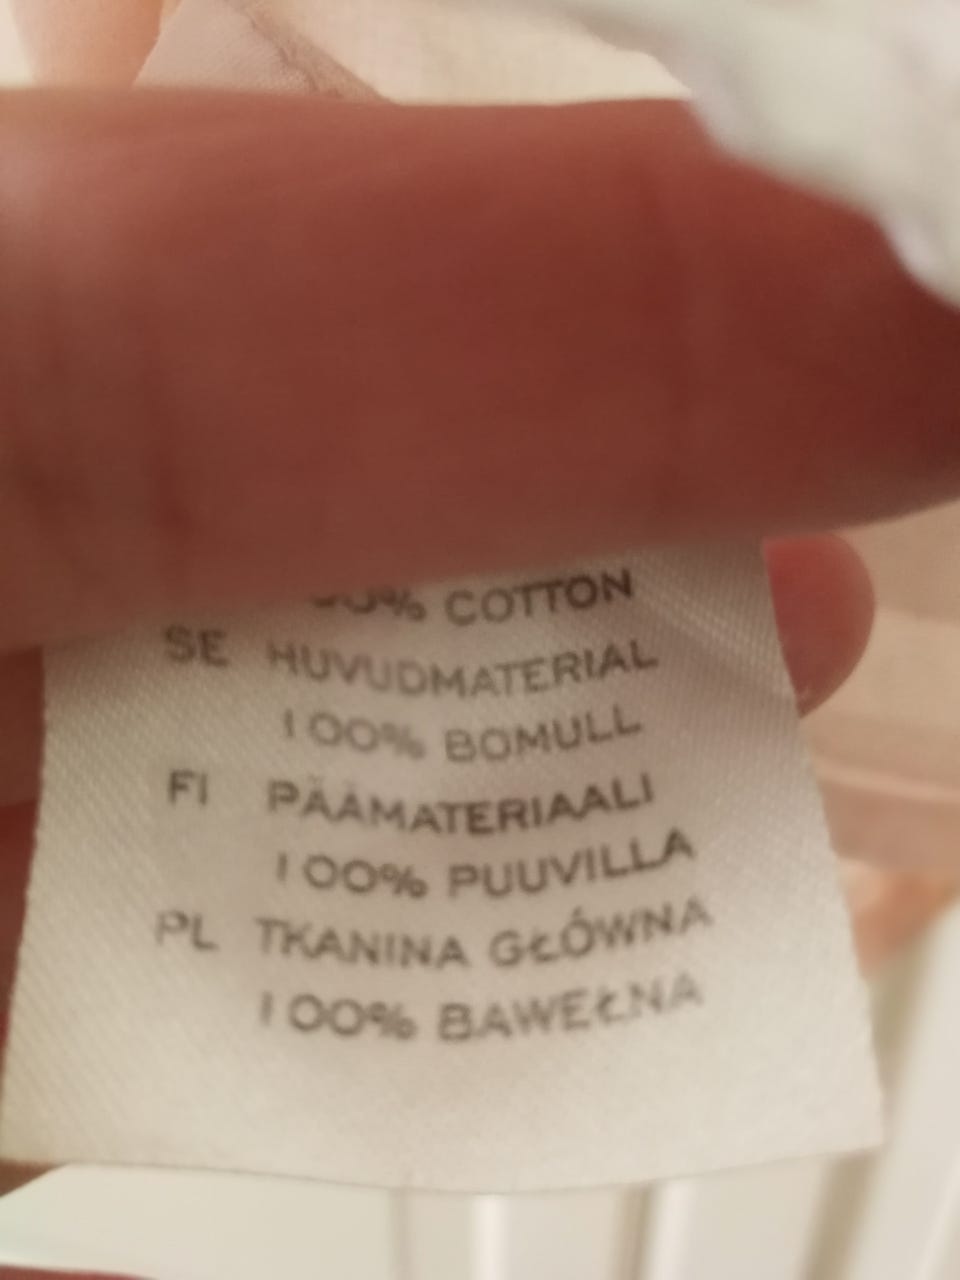 COTTON
SE HUVUDMATERIAL
100% BOMULL
FI PÄÄMATERIAALI
100% PUUVILLA
PL TKANINA GŁÓWNA
100% BAWEŁNA